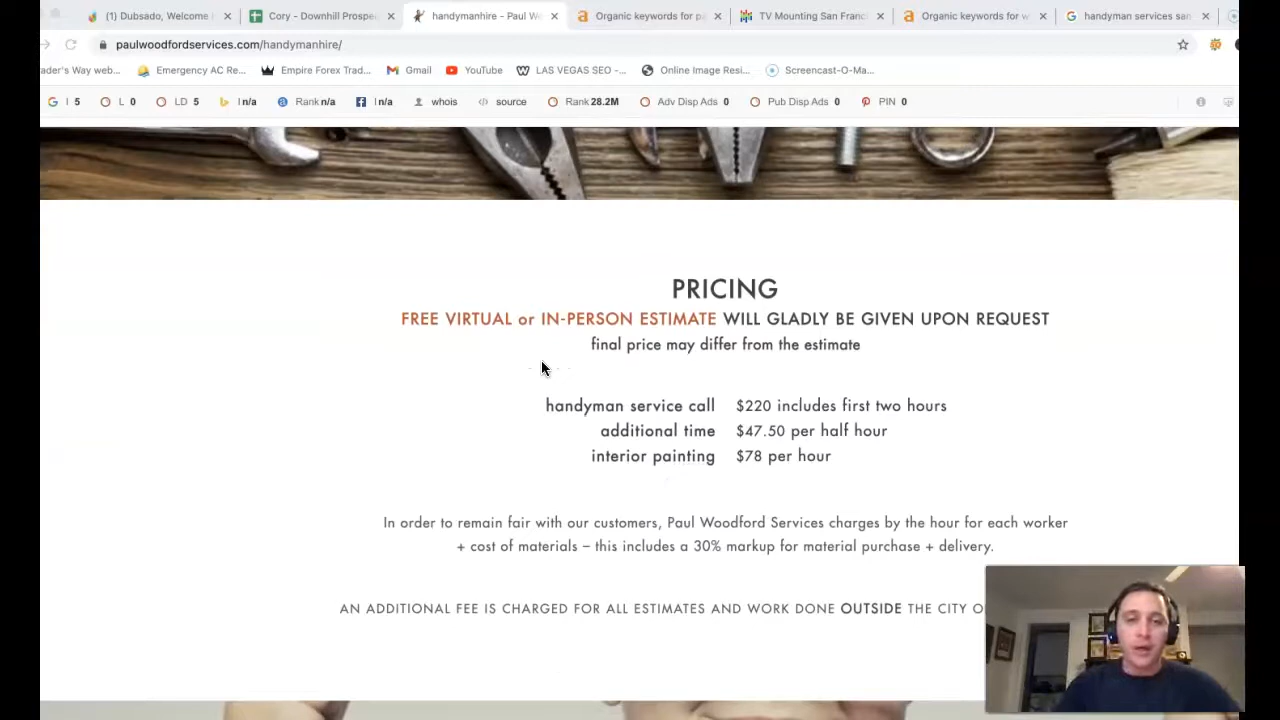 (1) Dubsado, Welcome
Cory - Downhill Prospe
handymanhire - Paul W
Organic keywords for pa
TV Mounting San Franc
Organic keywords for w
handyman services san
paulwoodfordservices.com/handymanhire/
ader's Way web...
Emergency AC Re...
Empire Forex Trad...
Gmail
YouTube
LAS VEGAS SEO -...
Online Image Resi...
Screencast-O-Ma...
I 5
L 0
LD 5
I n/a
Rank n/a
I n/a
whois
source
Rank 28.2M
Adv Disp Ads 0
Pub Disp Ads 0
PIN 0
PRICING
FREE VIRTUAL or IN-PERSON ESTIMATE WILL GLADLY BE GIVEN UPON REQUEST
final price may differ from the estimate
handyman service call $220 includes first two hours
additional time $47.50 per half hour
interior painting $78 per hour
In order to remain fair with our customers, Paul Woodford Services charges by the hour for each worker
+ cost of materials – this includes a 30% markup for material purchase + delivery.
AN ADDITIONAL FEE IS CHARGED FOR ALL ESTIMATES AND WORK DONE OUTSIDE THE CITY O